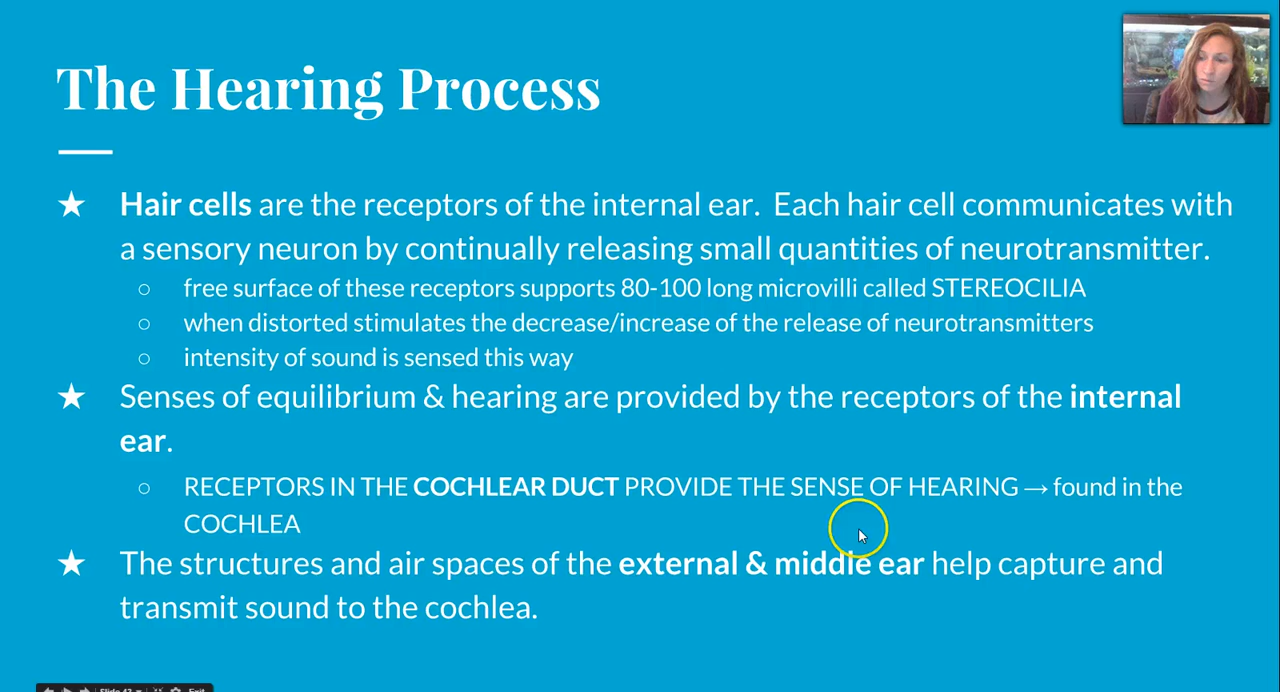 The Hearing Process
★ Hair cells are the receptors of the internal ear. Each hair cell communicates with
a sensory neuron by continually releasing small quantities of neurotransmitter.
○ free surface of these receptors supports 80-100 long microvilli called STEREOCILIA
○ when distorted stimulates the decrease/increase of the release of neurotransmitters
○ intensity of sound is sensed this way
★ Senses of equilibrium & hearing are provided by the receptors of the internal
ear.
○ RECEPTORS IN THE COCHLEAR DUCT PROVIDE THE SENSE OF HEARING → found in the
COCHLEA
★ The structures and air spaces of the external & middle ear help capture and
transmit sound to the cochlea.
Slide 43 Exit